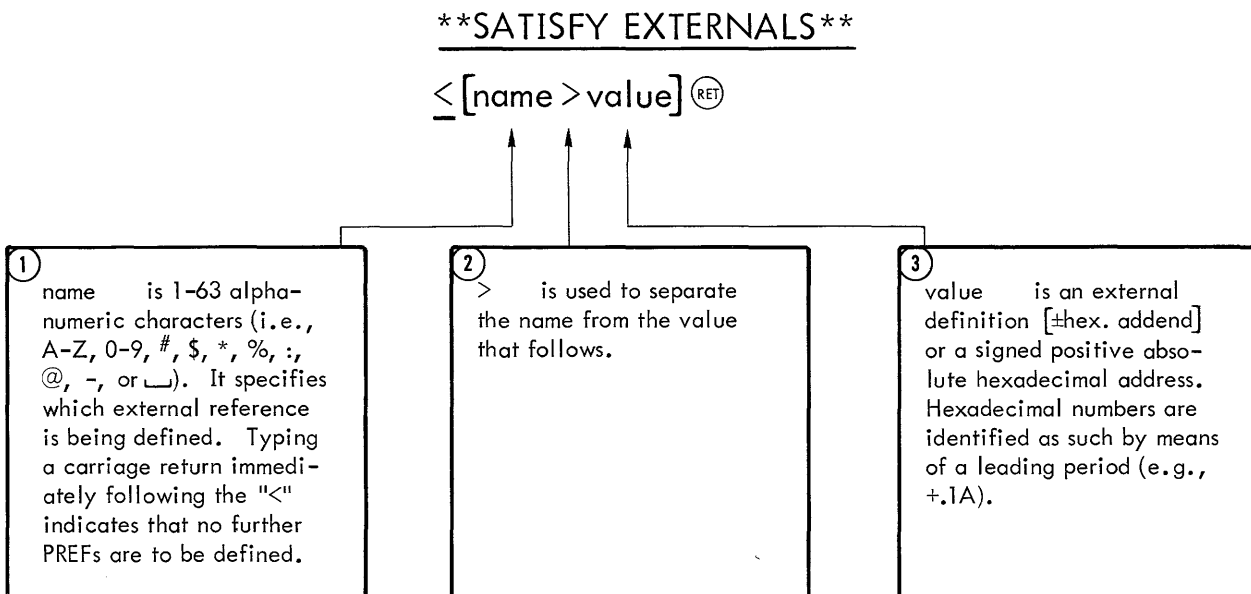 **SATISFY EXTERNALS**
<[name > value] RET
1
name is 1-63 alpha-
numeric characters (i.e.,
A-Z, 0-9, #, $, *, %, :,
@, -, or ⎵). It specifies
which external reference
is being defined. Typing
a carriage return immedi-
ately following the "<"
indicates that no further
PREFs are to be defined.
2
> is used to separate
the name from the value
that follows.
3
value is an external
definition [±hex. addend]
or a signed positive abso-
lute hexadecimal address.
Hexadecimal numbers are
identified as such by means
of a leading period (e.g.,
+.1A).